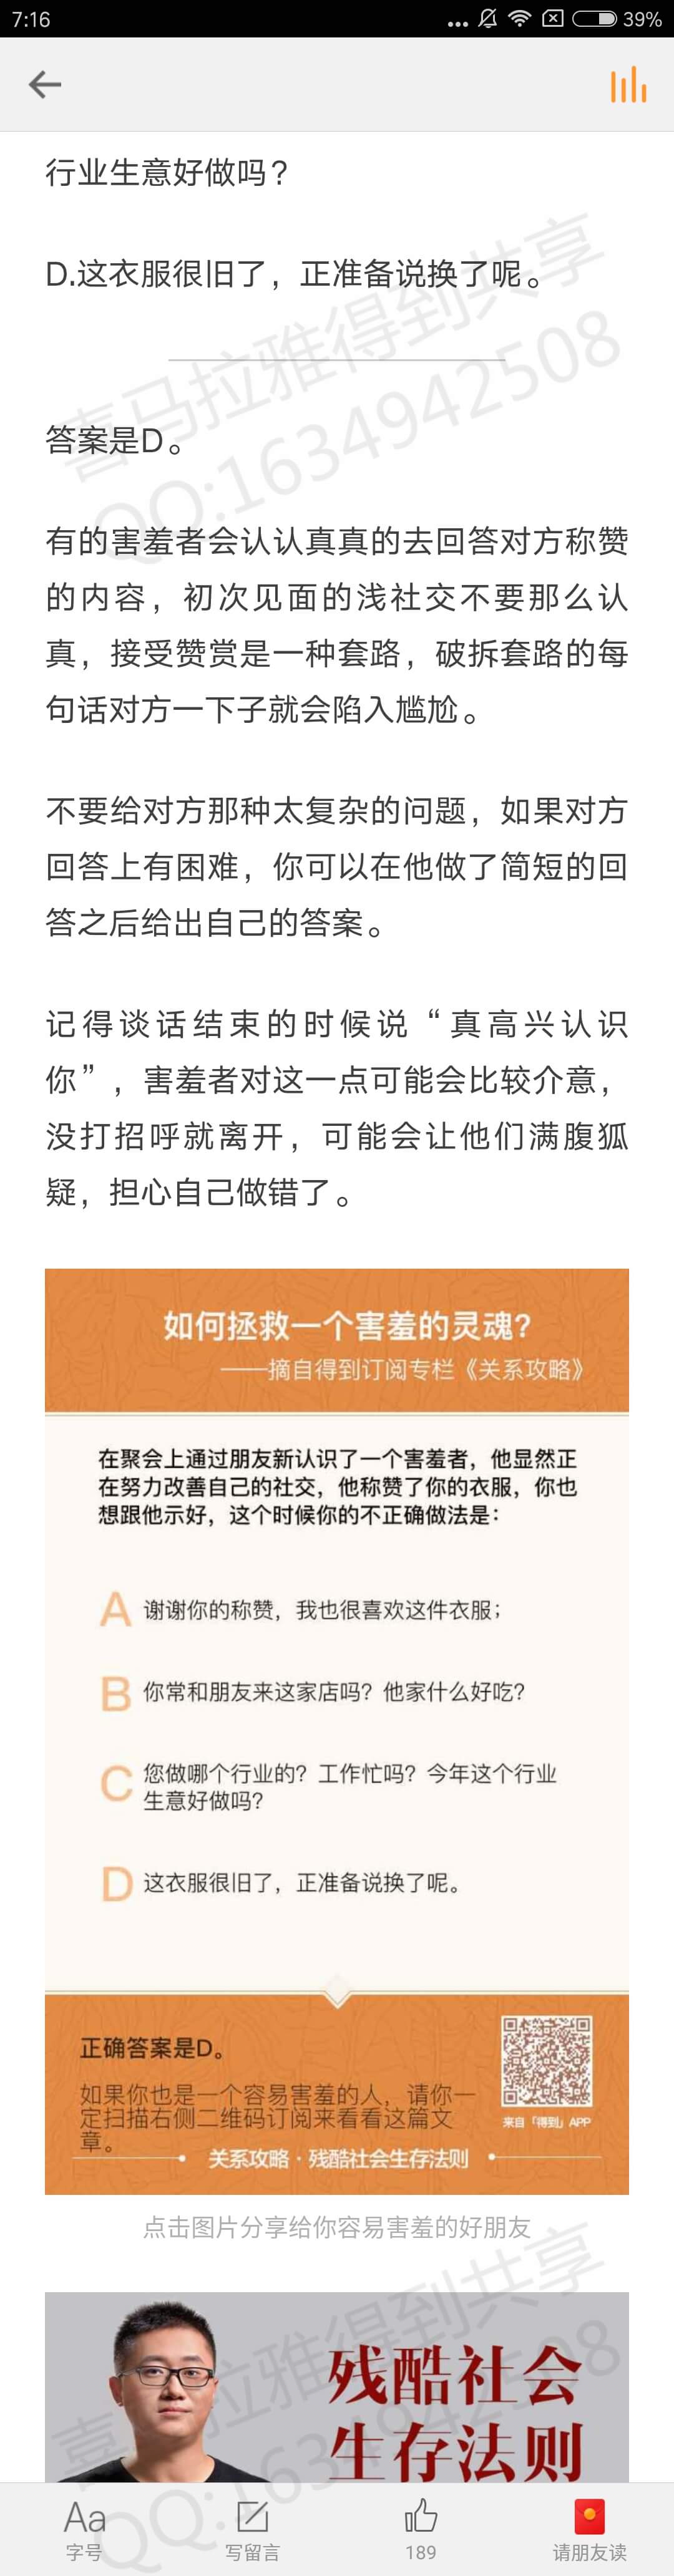 7:16
39%
行业生意好做吗?
D.这衣服很旧了，正准备说换了呢。
喜马拉雅得到共享
QQ:1634942508
答案是D。
有的害羞者会认认真真的去回答对方称赞
的内容，初次见面的浅社交不要那么认
真，接受赞赏是一种套路，破拆套路的每
句话对方一下子就会陷入尴尬。
不要给对方那种太复杂的问题，如果对方
回答上有困难，你可以在他做了简短的回
答之后给出自己的答案。
记得谈话结束的时候说“真高兴认识
你”，害羞者对这一点可能会比较介意，
没打招呼就离开，可能会让他们满腹狐
疑，担心自己做错了。
如何拯救一个害羞的灵魂?
——摘自得到订阅专栏《关系攻略》
在聚会上通过朋友新认识了一个害羞者，他显然正
在努力改善自己的社交，他称赞了你的衣服，你也
想跟他示好，这个时候你的不正确做法是：
A 谢谢你的称赞，我也很喜欢这件衣服；
B 你常和朋友来这家店吗？他家什么好吃？
C 您做哪个行业的？工作忙吗？今年这个行业
生意好做吗？
D 这衣服很旧了，正准备说换了呢。
正确答案是D。
如果你也是一个容易害羞的人，请你一
定扫描右侧二维码订阅来看看这篇文
章。
来自「得到」APP
关系攻略·残酷社会生存法则
点击图片分享给你容易害羞的好朋友
喜马拉雅得到共享
QQ:1634942508
残酷社会
生存法则
Aa
字号
写留言
189
请朋友读